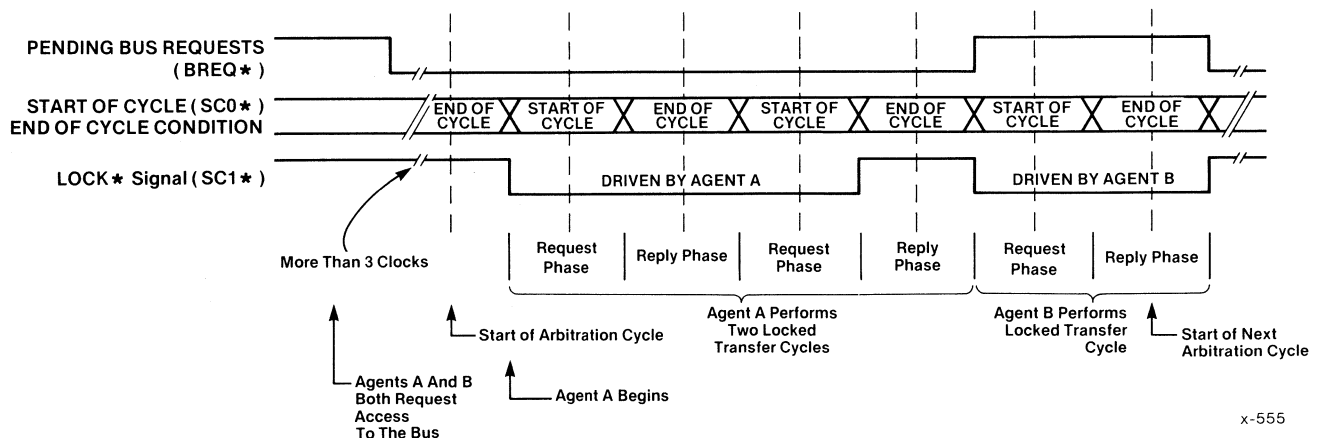 PENDING BUS REQUESTS
(BREQ*)
START OF CYCLE (SC0*)
END OF CYCLE CONDITION
END OF
CYCLE
START OF
CYCLE
END OF
CYCLE
START OF
CYCLE
END OF
CYCLE
START OF
CYCLE
END OF
CYCLE
LOCK* Signal (SC1*)
DRIVEN BY AGENT A
DRIVEN BY AGENT B
More Than 3 Clocks
Request
Phase
Reply Phase
Request
Phase
Reply
Phase
Request
Phase
Reply Phase
Start of Arbitration Cycle
Agent A Performs
Two Locked
Transfer Cycles
Agent B Performs
Locked Transfer
Cycle
Start of Next
Arbitration Cycle
Agents A And B
Both Request
Access
To The Bus
Agent A Begins
x-555